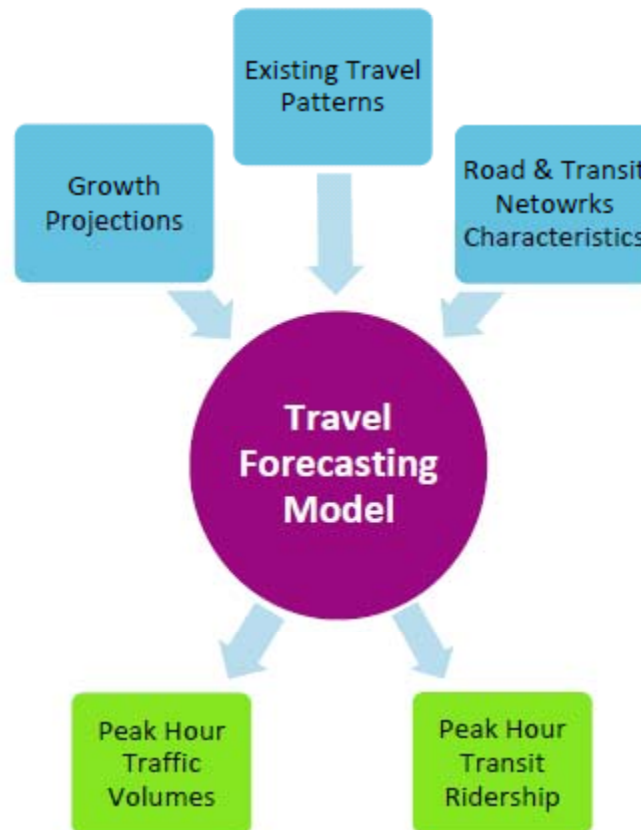 Existing Travel
Patterns
Growth
Projections
Road & Transit
Netowrks
Characteristics
Travel
Forecasting
Model
Peak Hour
Traffic
Volumes
Peak Hour
Transit
Ridership